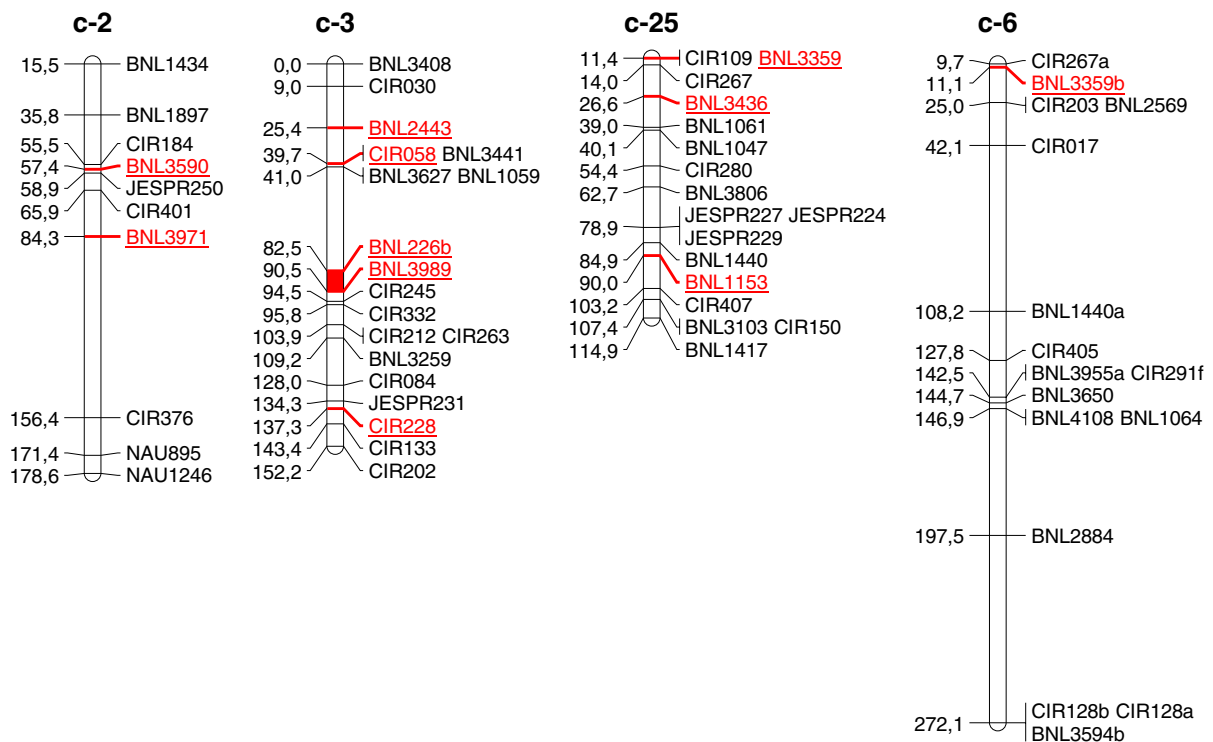 c-2
15,5 BNL1434
35,8 BNL1897
55,5 CIR184
57,4 BNL3590
58,9 JESPR250
65,9 CIR401
84,3 BNL3971
156,4 CIR376
171,4 NAU895
178,6 NAU1246
c-3
0,0 BNL3408
9,0 CIR030
25,4 BNL2443
39,7 CIR058 BNL3441
41,0 BNL3627 BNL1059
82,5 BNL226b
90,5 BNL3989
94,5 CIR245
95,8 CIR332
103,9 CIR212 CIR263
109,2 BNL3259
128,0 CIR084
134,3 JESPR231
137,3 CIR228
143,4 CIR133
152,2 CIR202
c-25
11,4 CIR109 BNL3359
14,0 CIR267
26,6 BNL3436
39,0 BNL1061
40,1 BNL1047
54,4 CIR280
62,7 BNL3806
JESPR227 JESPR224
78,9
JESPR229
84,9 BNL1440
90,0 BNL1153
103,2 CIR407
107,4 BNL3103 CIR150
114,9 BNL1417
c-6
9,7 CIR267a
11,1 BNL3359b
25,0 CIR203 BNL2569
42,1 CIR017
108,2 BNL1440a
127,8 CIR405
142,5 BNL3955a CIR291f
144,7 BNL3650
146,9 BNL4108 BNL1064
197,5 BNL2884
CIR128b CIR128a
272,1
BNL3594b